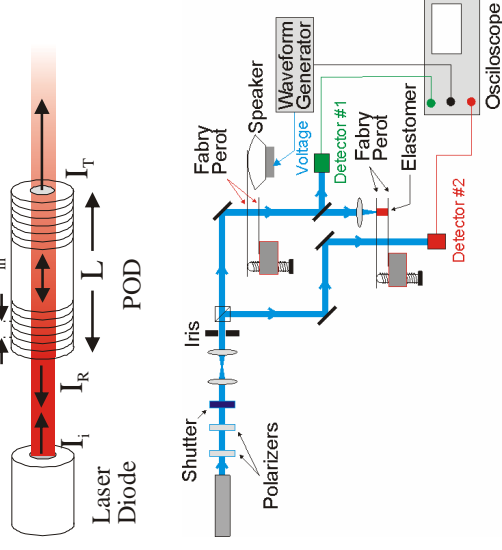 I_T
L
POD
m
I_R
I_i
Laser
Diode
Waveform
Generator
Speaker
Fabry
Perot
Voltage
Detector #1
Fabry
Perot
Elastomer
Osciloscope
Detector #2
Iris
Shutter
Polarizers